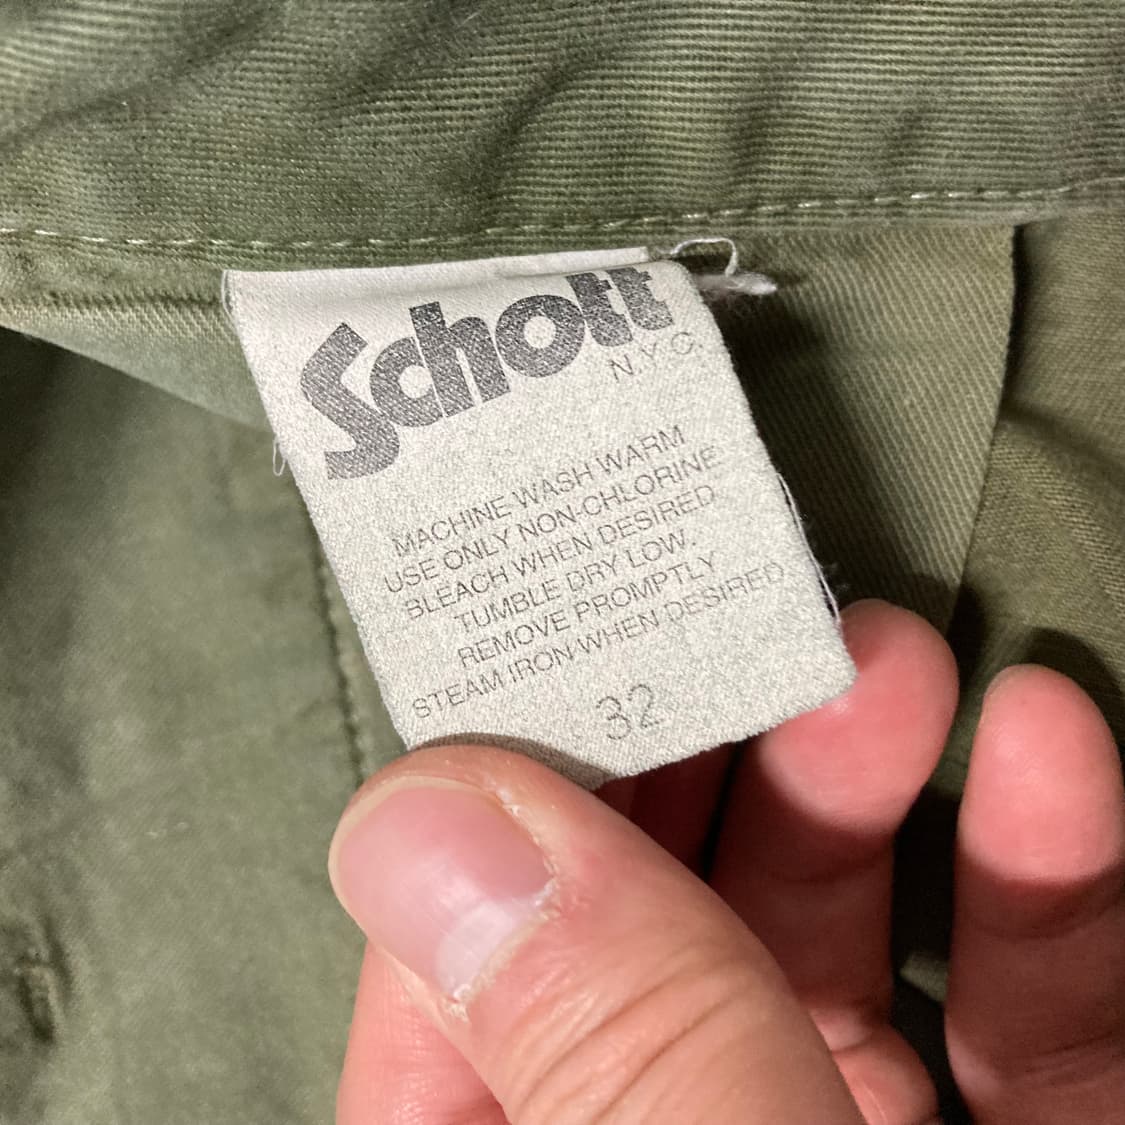 Schott
N.Y.C.
MACHINE WASH WARM
USE ONLY NON-CHLORINE
BLEACH WHEN DESIRED
TUMBLE DRY LOW.
REMOVE PROMPTLY
STEAM IRON WHEN DESIRED
32